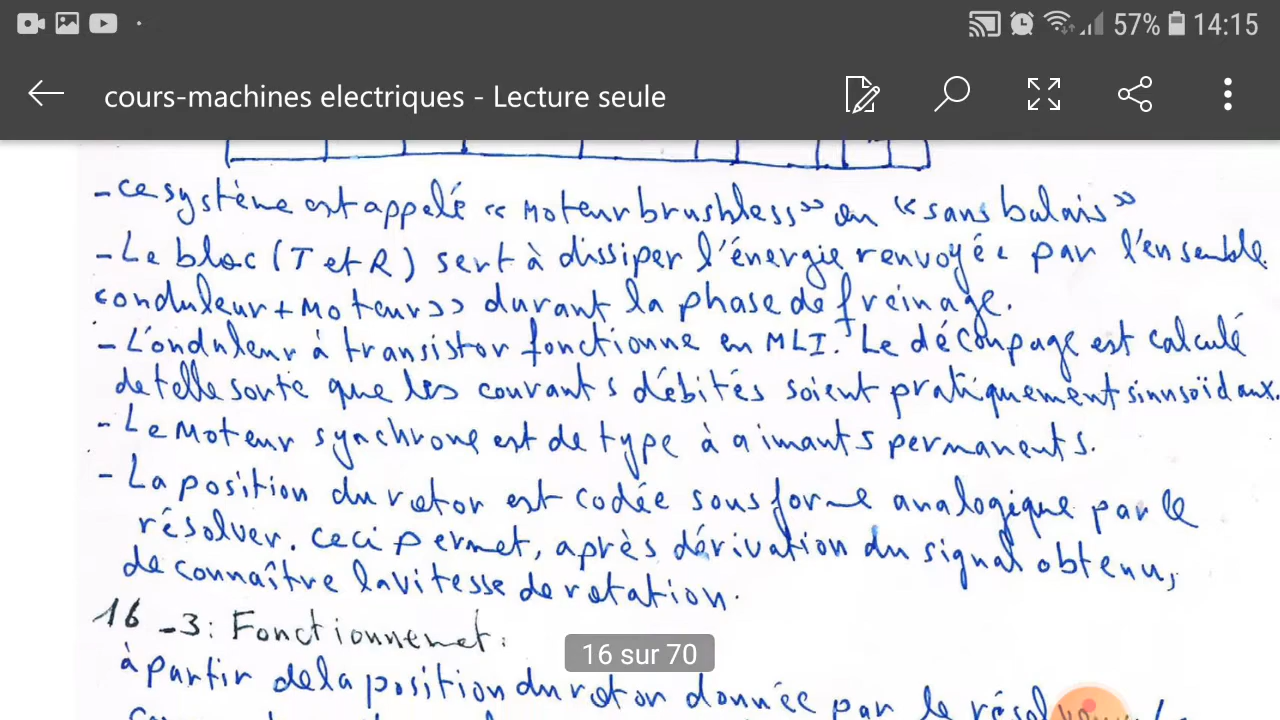 57% 14:15
cours-machines electriques - Lecture seule
- ce système est appelé « Moteur brushless » ou « sans balais »
- Le bloc (T et R) sert à dissiper l'énergie renvoyée par l'ensemble
«onduleur + Moteur» durant la phase de freinage.
- L'onduleur à transistor fonctionne en MLI. Le découpage est calculé
de telle sorte que les courants débités soient pratiquement sinusoïdaux.
- Le Moteur synchrone est de type à aimants permanents.
- La position du rotor est codée sous forme analogique par le
résolver. Ceci permet, après dérivation du signal obtenu,
de connaître la vitesse de rotation.
16 - 3: Fonctionnemet:
16 sur 70
à partir de la position du rotor donnée par le